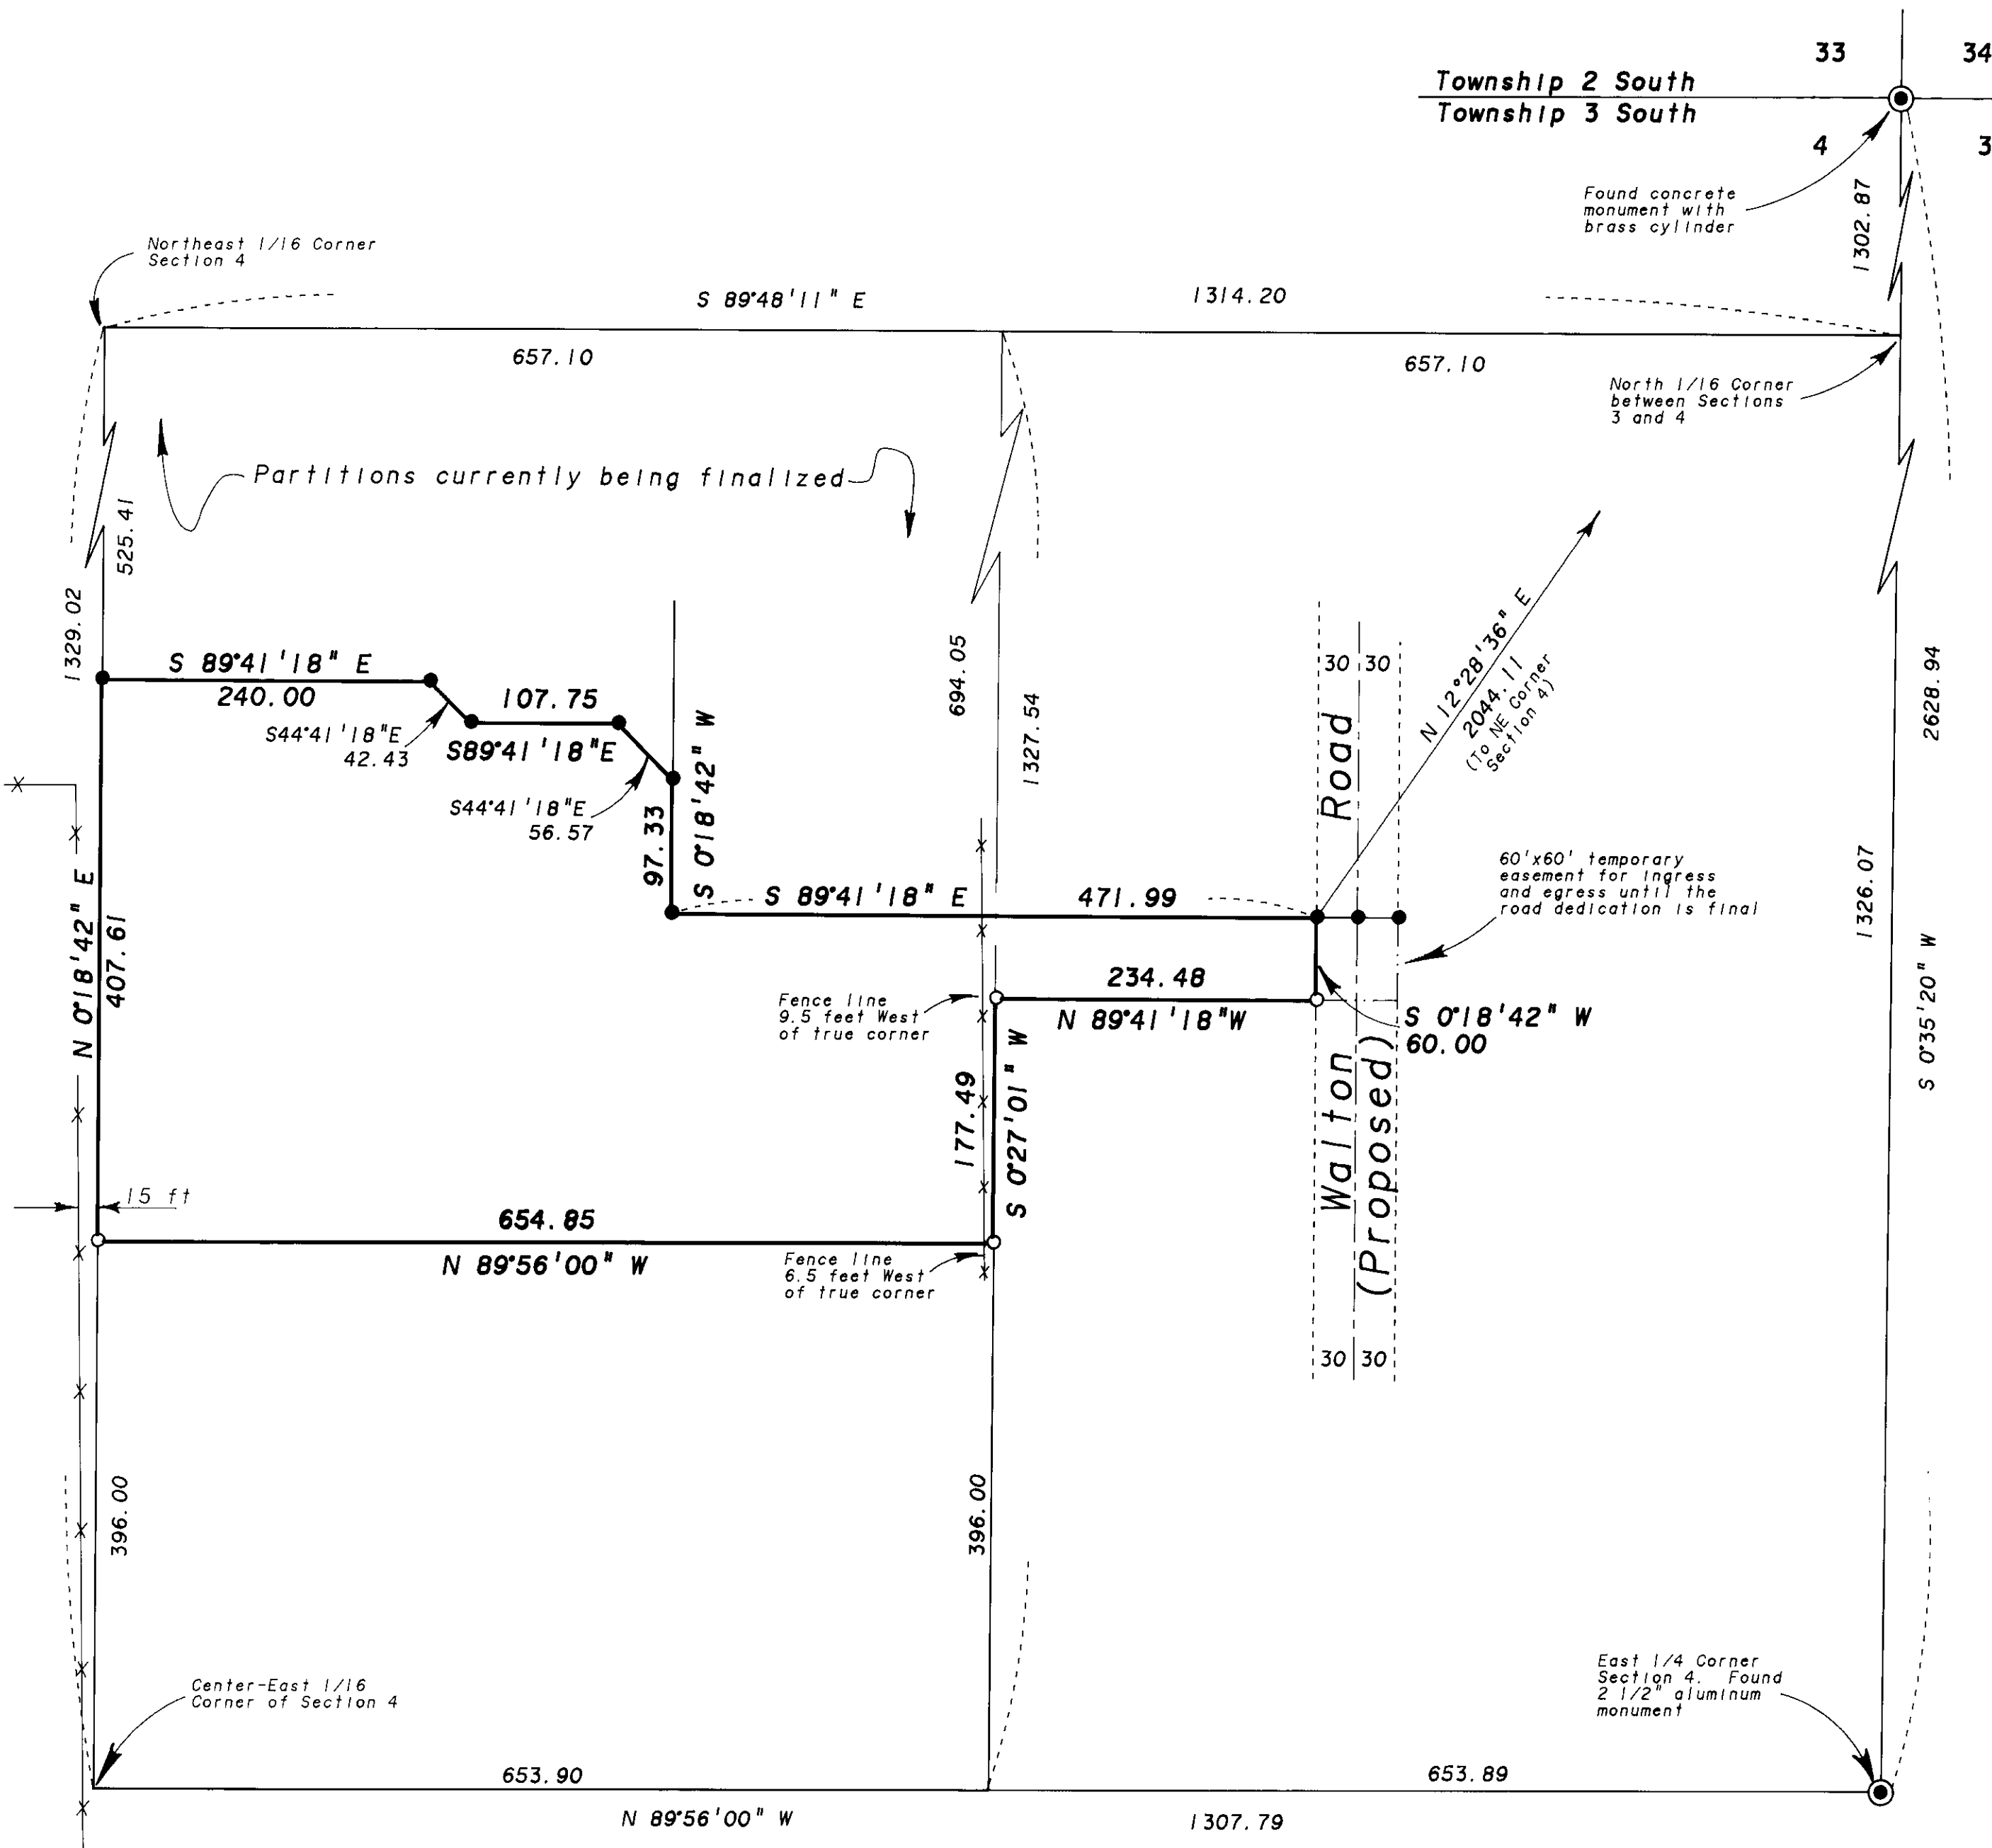 33
34
Township 2 South
Township 3 South
4
3
Found concrete
monument with
brass cylinder
1302.87
Northeast 1/16 Corner
Section 4
S 89°48'11" E
1314.20
657.10
657.10
North 1/16 Corner
between Sections
3 and 4
Partitions currently being finalized
525.41
1329.02
S 89°41'18" E
240.00
S44°41'18"E
42.43
107.75
S89°41'18"E
S44°41'18"E
56.57
97.33
S 0°18'42" W
694.05
1327.54
30
30
Road
N 12°28'36" E
2044.11
(To NE Corner
Section 4)
2628.94
N 0°18'42" E
407.61
S 89°41'18" E
471.99
60'x60' temporary
easement for ingress
and egress until the
road dedication is final
1326.07
S 0°35'20" W
Fence line
9.5 feet West
of true corner
234.48
N 89°41'18"W
S 0°18'42" W
60.00
177.49
S 0°27'01" W
Walton
(Proposed)
15 ft
654.85
N 89°56'00" W
Fence line
6.5 feet West
of true corner
30
30
396.00
396.00
Center-East 1/16
Corner of Section 4
East 1/4 Corner
Section 4. Found
2 1/2" aluminum
monument
653.90
653.89
N 89°56'00" W
1307.79